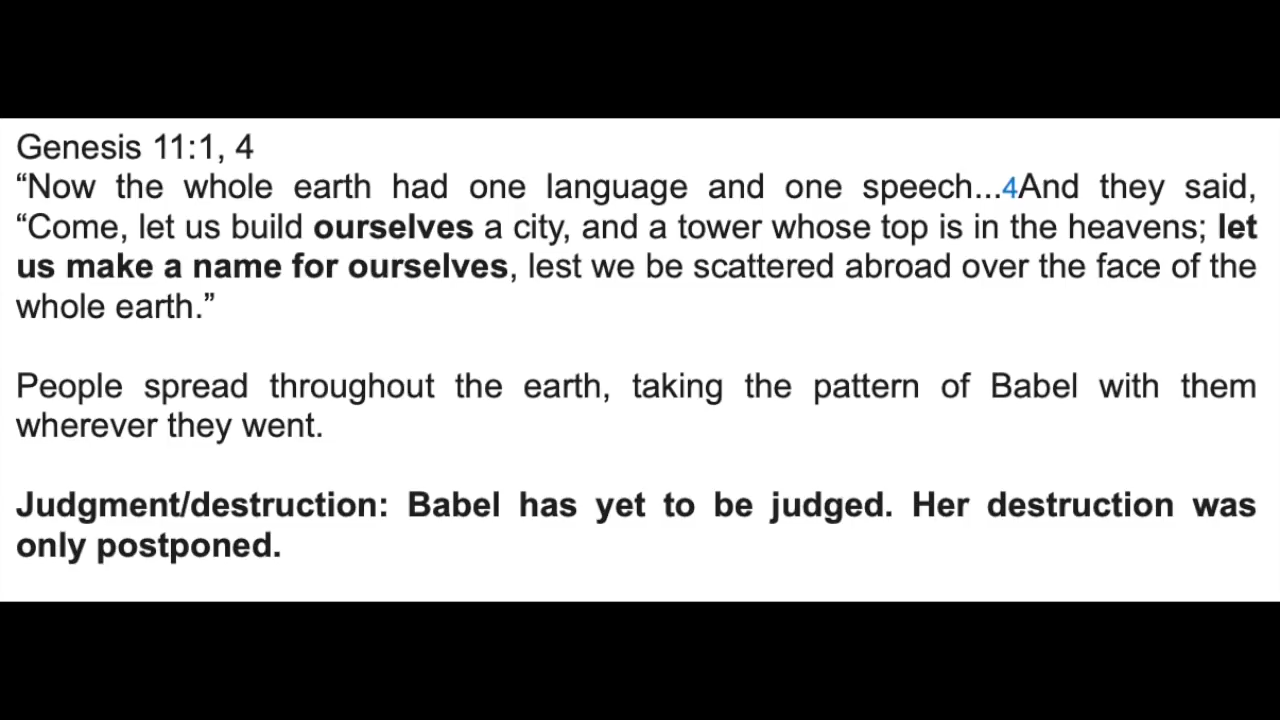 Genesis 11:1, 4
“Now the whole earth had one language and one speech...4And they said,
“Come, let us build ourselves a city, and a tower whose top is in the heavens; let
us make a name for ourselves, lest we be scattered abroad over the face of the
whole earth.”
People spread throughout the earth, taking the pattern of Babel with them
wherever they went.
Judgment/destruction: Babel has yet to be judged. Her destruction was
only postponed.